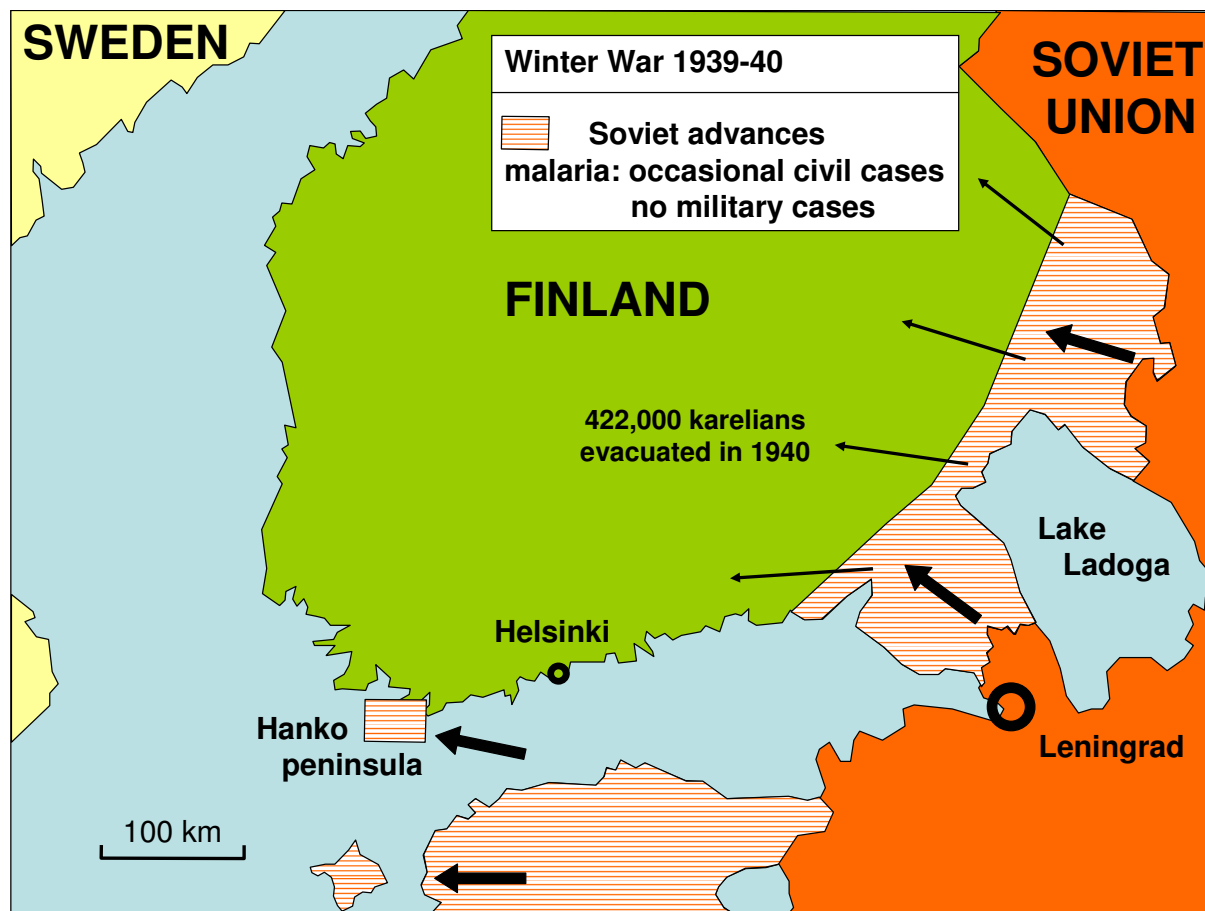 SWEDEN
Winter War 1939-40
Soviet advances
malaria: occasional civil cases
no military cases
SOVIET
UNION
FINLAND
422,000 karelians
evacuated in 1940
Lake
Ladoga
Helsinki
Hanko
peninsula
Leningrad
100 km